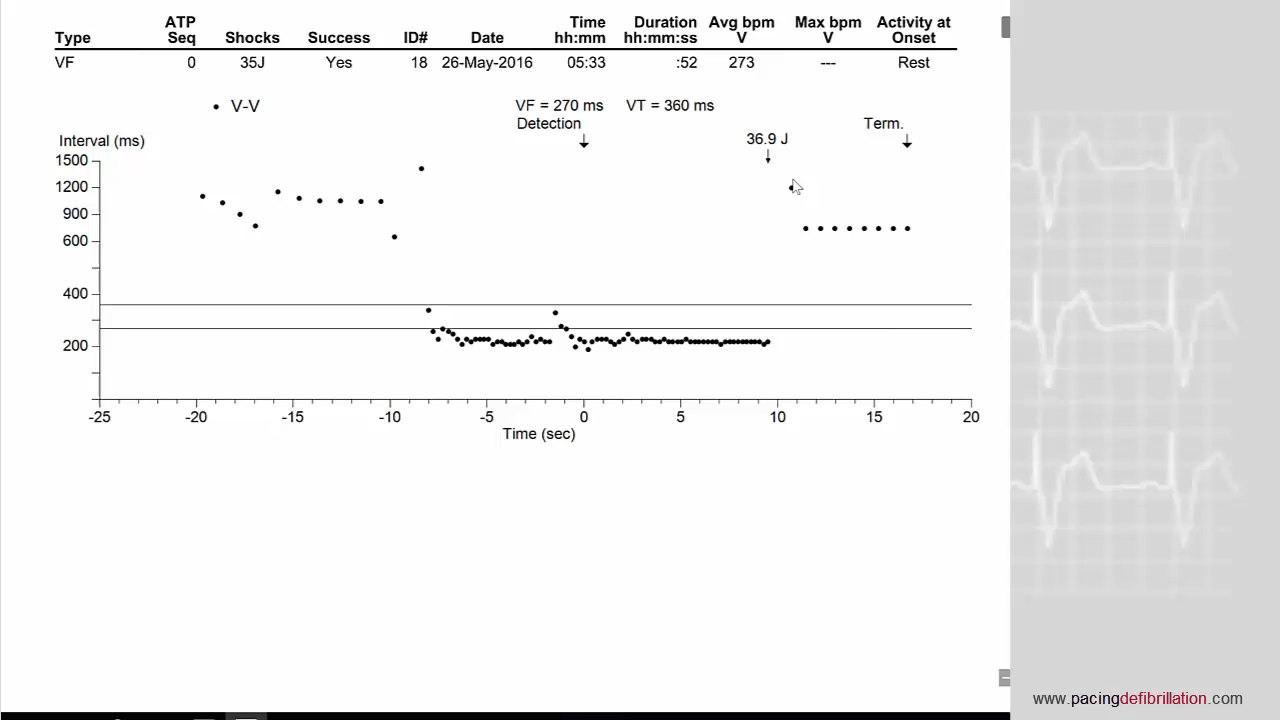 Type ATP Seq Shocks Success ID# Date Time hh:mm Duration hh:mm:ss Avg bpm V Max bpm V Activity at Onset
VF 0 35J Yes 18 26-May-2016 05:33 :52 273 --- Rest
V-V VF = 270 ms VT = 360 ms
Detection Term.
36.9 J
Interval (ms)
1500
1200
900
600
400
200
-25 -20 -15 -10 -5 0 5 10 15 20
Time (sec)
www.pacingdefibrillation.com